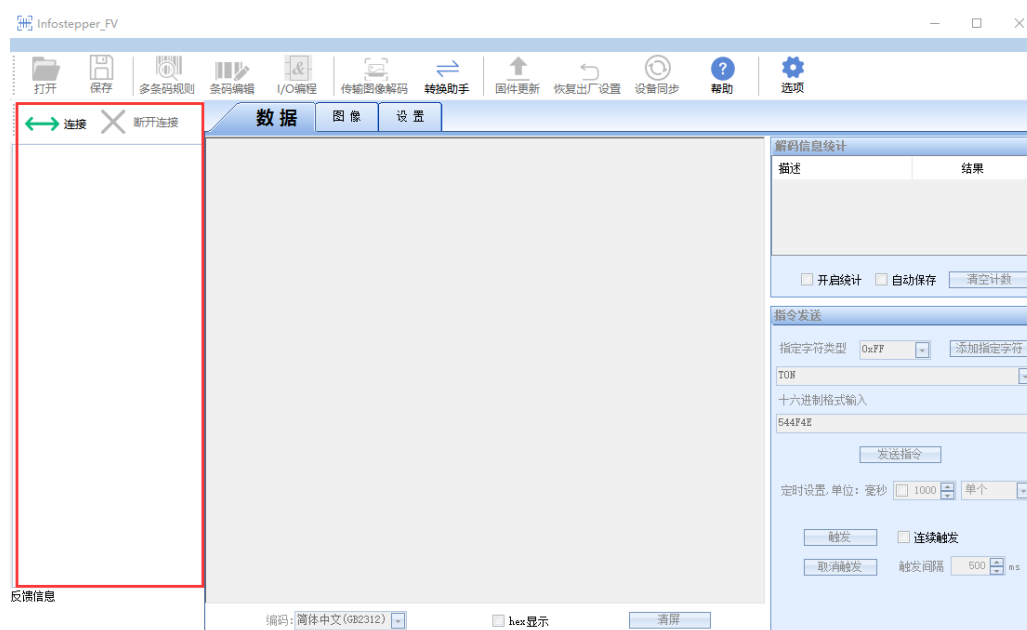 Infostepper_FV
打开 保存 多条码规则 条码编辑 I/O编程 传输图像解码 转换助手 固件更新 恢复出厂设置 设备同步 帮助 选项
连接 断开连接 数据 图像 设置
解码信息统计
描述 结果
开启统计 自动保存 清空计数
指令发送
指定字符类型 0xFF 添加指定字符
TON
十六进制格式输入
544F4E
发送指令
定时设置,单位: 毫秒 1000 单个
触发 连续触发
取消触发 触发间隔 500 ms
反馈信息
编码: 简体中文(GB2312) hex显示 清屏